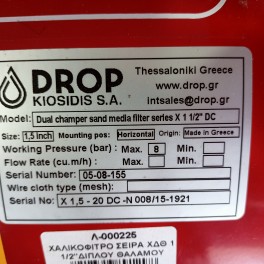 DROP
KIOSIDIS S.A.
Thessaloniki Greece
www.drop.gr
intsales@drop.gr
Model: Dual champer sand media filter series X 1 1/2" DC
Size: 1,5 inch Mounting pos: Horizontal Origin: Made in Greece
Working Pressure (bar): Max. 8 Min.
Flow Rate (cu.m/h): Max. Min.
Serial Number: 05-08-155
Wire cloth type (mesh):
Serial No: X 1,5 - 20 DC -N 008/15-1921
Λ-000225
ΧΑΛΙΚΟΦΙΤΡΟ ΣΕΙΡΑ ΧΔΘ 1
1/2" ΔΙΠΛΟΥ ΘΑΛΑΜΟΥ